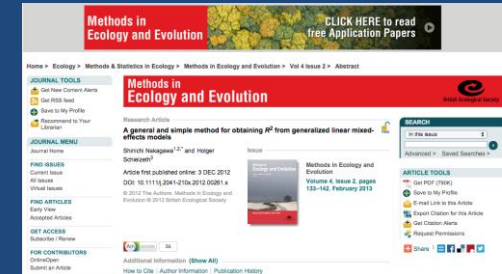 Methods in
Ecology and Evolution
CLICK HERE to read
free Application Papers
Home > Ecology > Methods & Statistics in Ecology > Methods in Ecology and Evolution > Vol 4 Issue 2 > Abstract
JOURNAL TOOLS
Get New Content Alerts
Get RSS feed
Save to My Profile
Recommend to Your
Librarian
JOURNAL MENU
Journal Home
FIND ISSUES
Current Issue
All Issues
Virtual Issues
FIND ARTICLES
Early View
Accepted Articles
GET ACCESS
Subscribe / Renew
FOR CONTRIBUTORS
OnlineOpen
Submit an Article
Methods in
Ecology and Evolution
British Ecological Society
Research Article
A general and simple method for obtaining R² from generalized linear mixed-
effects models
Shinichi Nakagawa1,2,* and Holger
Schielzeth3
Article first published online: 3 DEC 2012
DOI: 10.1111/j.2041-210x.2012.00261.x
© 2012 The Authors. Methods in Ecology and
Evolution © 2012 British Ecological Society
Issue
Methods in Ecology
and Evolution
Volume 4, Issue 2, pages
133–142, February 2013
Am score 36
Additional Information (Show All)
How to Cite | Author Information | Publication History
SEARCH
In this issue
Advanced > Saved Searches >
ARTICLE TOOLS
Get PDF (790K)
Save to My Profile
E-mail Link to this Article
Export Citation for this Article
Get Citation Alerts
Request Permissions
Share